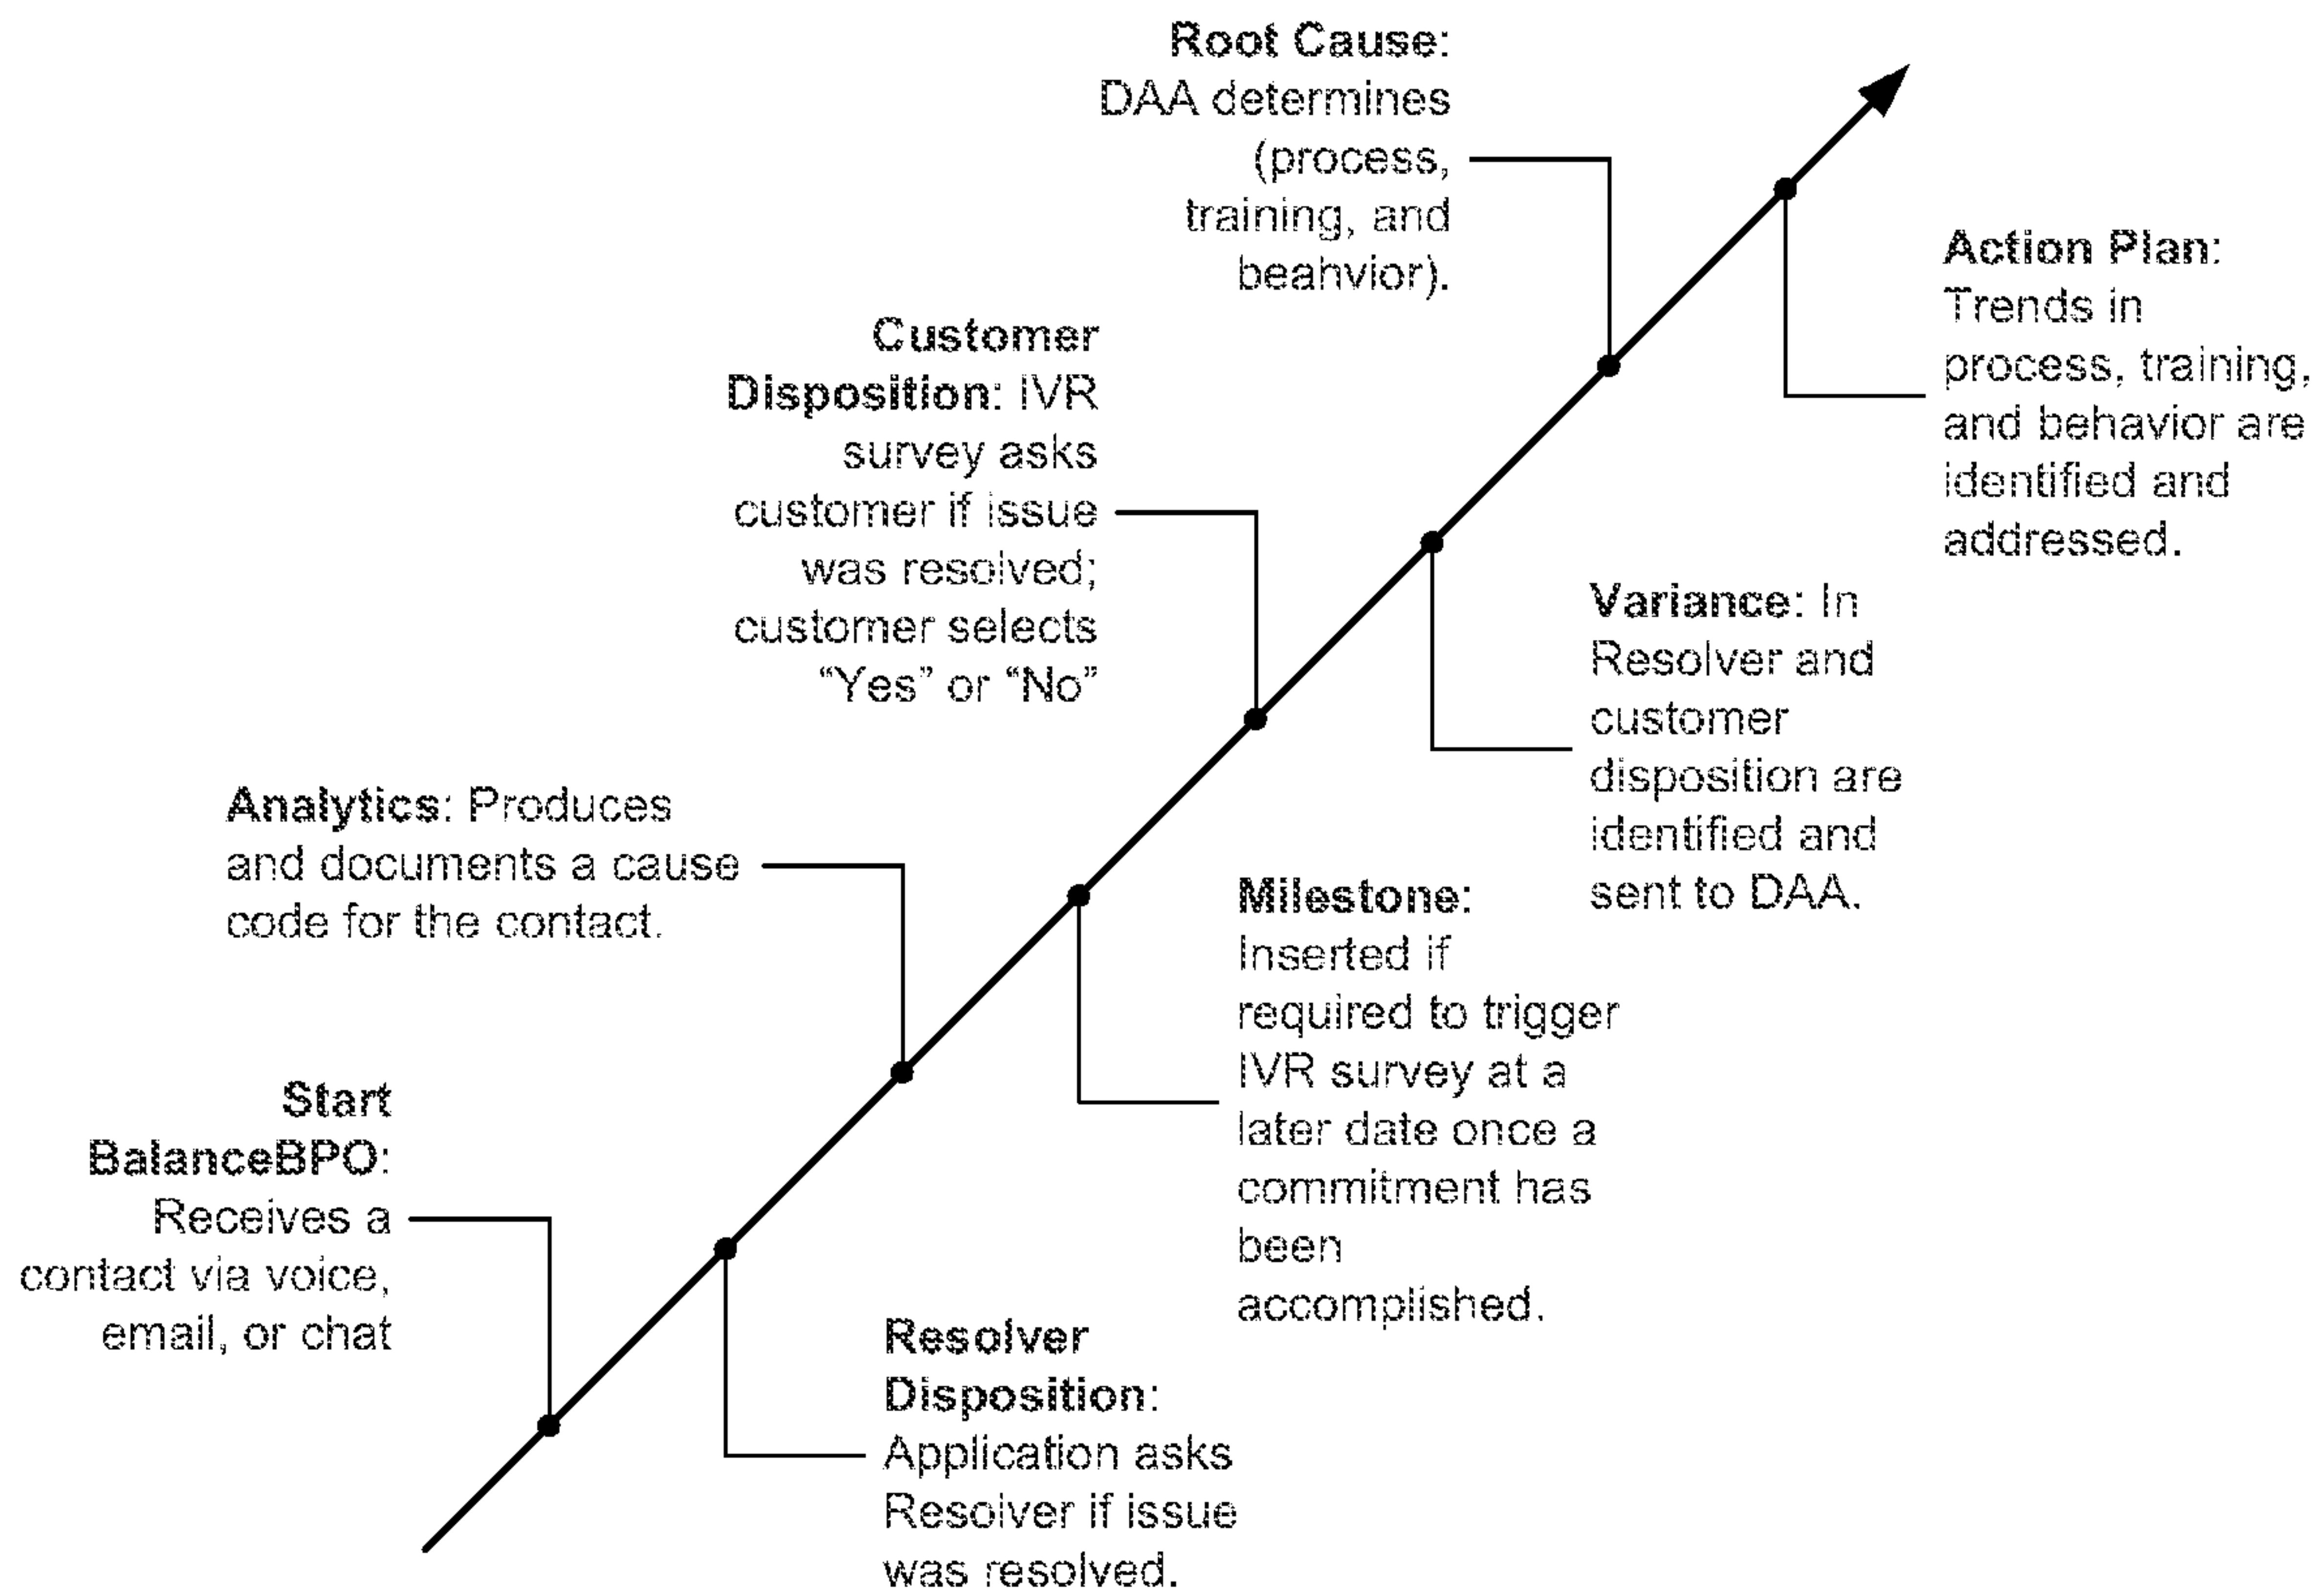 Root Cause:
DAA determines
(process,
training, and
beahvior).
Action Plan:
Trends in
process, training,
and behavior are
identified and
addressed.
Customer
Disposition: IVR
survey asks
customer if issue
was resolved;
customer selects
“Yes” or “No”
Variance: In
Resolver and
customer
disposition are
identified and
sent to DAA.
Analytics: Produces
and documents a cause
code for the contact.
Milestone:
Inserted if
required to trigger
IVR survey at a
later date once a
commitment has
been
accomplished.
Start
BalanceBPO:
Receives a
contact via voice,
email, or chat
Resolver
Disposition:
Application asks
Resolver if issue
was resolved.